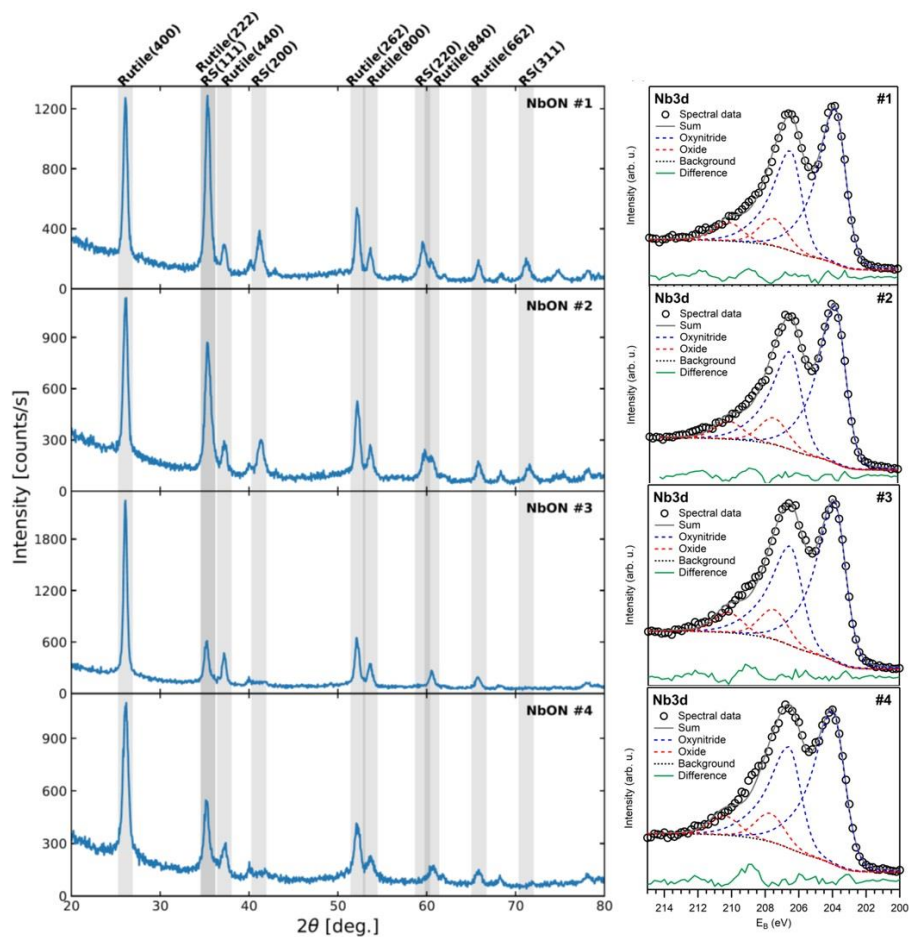 Rutile(400)
Rutile(222)
RS(111)
Rutile(440)
RS(200)
Rutile(262)
Rutile(800)
RS(220)
Rutile(840)
Rutile(662)
RS(311)
Intensity [counts/s]
1200
800
400
0
NbON #1
1200
900
600
300
0
NbON #2
1800
1200
600
0
NbON #3
900
600
300
0
NbON #4
20 30 40 50 60 70 80
2θ [deg.]
Nb3d #1
Spectral data
Sum
Oxynitride
Oxide
Background
Difference
Intensity (arb. u.)
Nb3d #2
Spectral data
Sum
Oxynitride
Oxide
Background
Difference
Intensity (arb. u.)
Nb3d #3
Spectral data
Sum
Oxynitride
Oxide
Background
Difference
Intensity (arb. u.)
Nb3d #4
Spectral data
Sum
Oxynitride
Oxide
Background
Difference
Intensity (arb. u.)
214 212 210 208 206 204 202 200
E_B (eV)